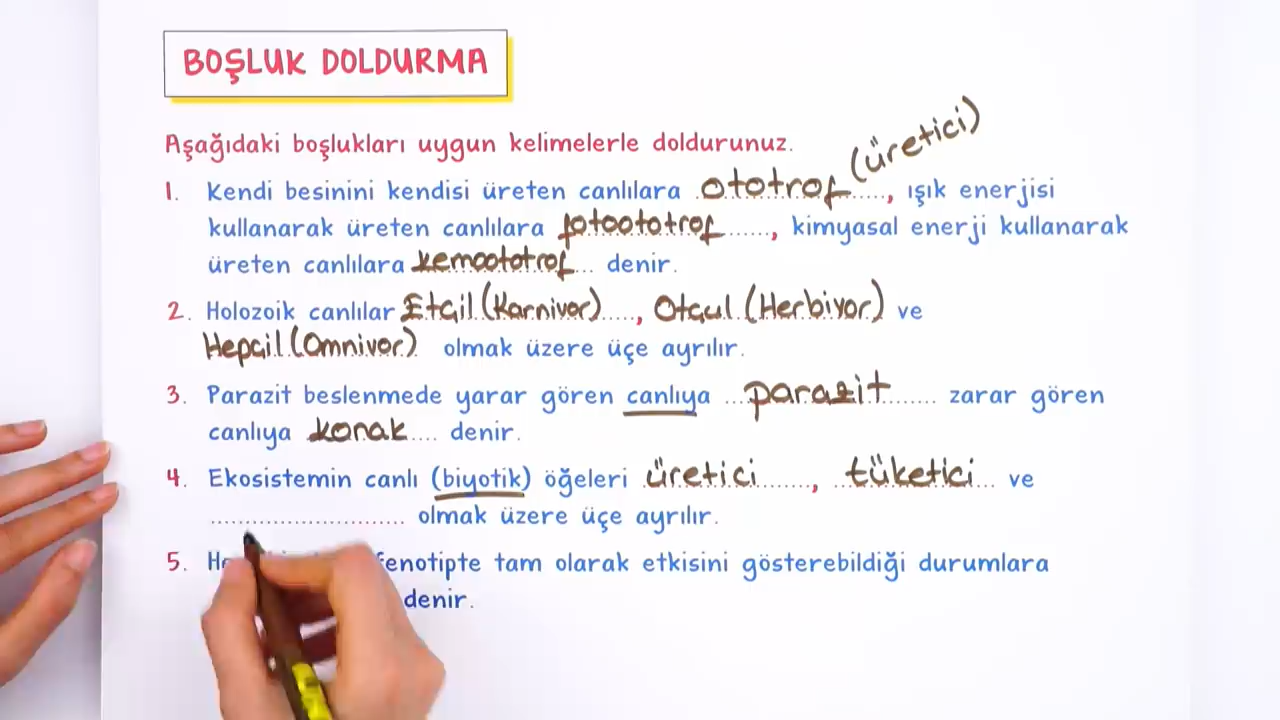 BOŞLUK DOLDURMA
Aşağıdaki boşlukları uygun kelimelerle doldurunuz.
1. Kendi besinini kendisi üreten canlılara ototrof (üretici), ışık enerjisi
kullanarak üreten canlılara fotoototrof, kimyasal enerji kullanarak
üreten canlılara kemoototrof denir.
2. Holozoik canlılar Etçil (Karnivor), Otçul (Herbivor) ve
Hepçil (Omnivor) olmak üzere üçe ayrılır.
3. Parazit beslenmede yarar gören canlıya parazit zarar gören
canlıya konak denir.
4. Ekosistemin canlı (biyotik) öğeleri üretici, tüketici ve
olmak üzere üçe ayrılır.
5. fenotipte tam olarak etkisini gösterebildiği durumlara
denir.